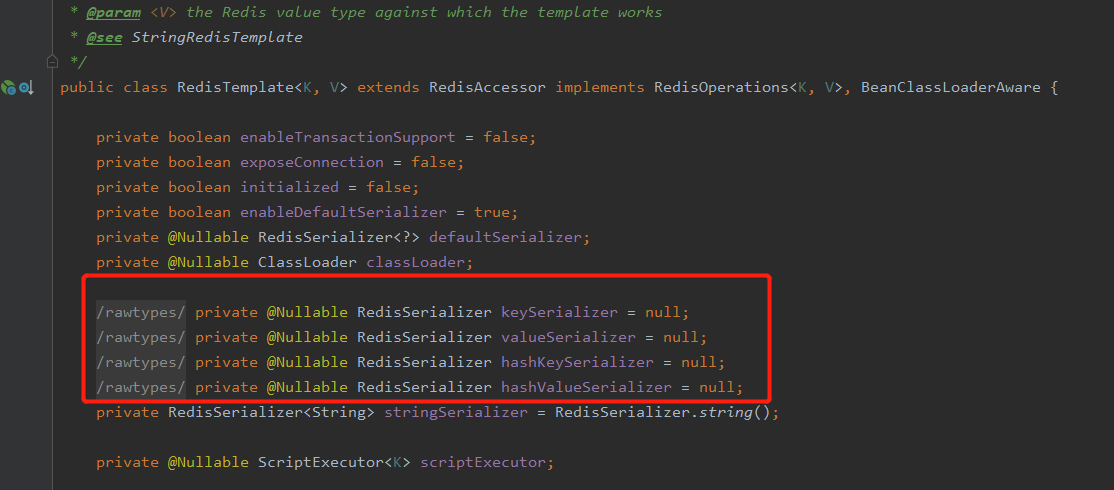 * @param <V> the Redis value type against which the template works
* @see StringRedisTemplate
*/
public class RedisTemplate<K, V> extends RedisAccessor implements RedisOperations<K, V>, BeanClassLoaderAware {
private boolean enableTransactionSupport = false;
private boolean exposeConnection = false;
private boolean initialized = false;
private boolean enableDefaultSerializer = true;
private @Nullable RedisSerializer<?> defaultSerializer;
private @Nullable ClassLoader classLoader;
/rawtypes/ private @Nullable RedisSerializer keySerializer = null;
/rawtypes/ private @Nullable RedisSerializer valueSerializer = null;
/rawtypes/ private @Nullable RedisSerializer hashKeySerializer = null;
/rawtypes/ private @Nullable RedisSerializer hashValueSerializer = null;
private RedisSerializer<String> stringSerializer = RedisSerializer.string();
private @Nullable ScriptExecutor<K> scriptExecutor;